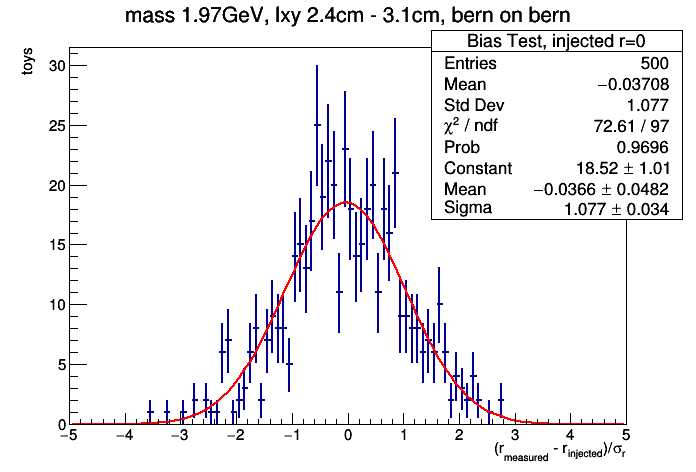 mass 1.97GeV, lxy 2.4cm - 3.1cm, bern on bern
Bias Test, injected r=0
Entries 500
Mean −0.03708
Std Dev 1.077
χ² / ndf 72.61 / 97
Prob 0.9696
Constant 18.52 ± 1.01
Mean −0.0366 ± 0.0482
Sigma 1.077 ± 0.034
toys
30
25
20
15
10
5
0
−5 −4 −3 −2 −1 0 1 2 3 4 5
(r_measured - r_injected)/σ_r